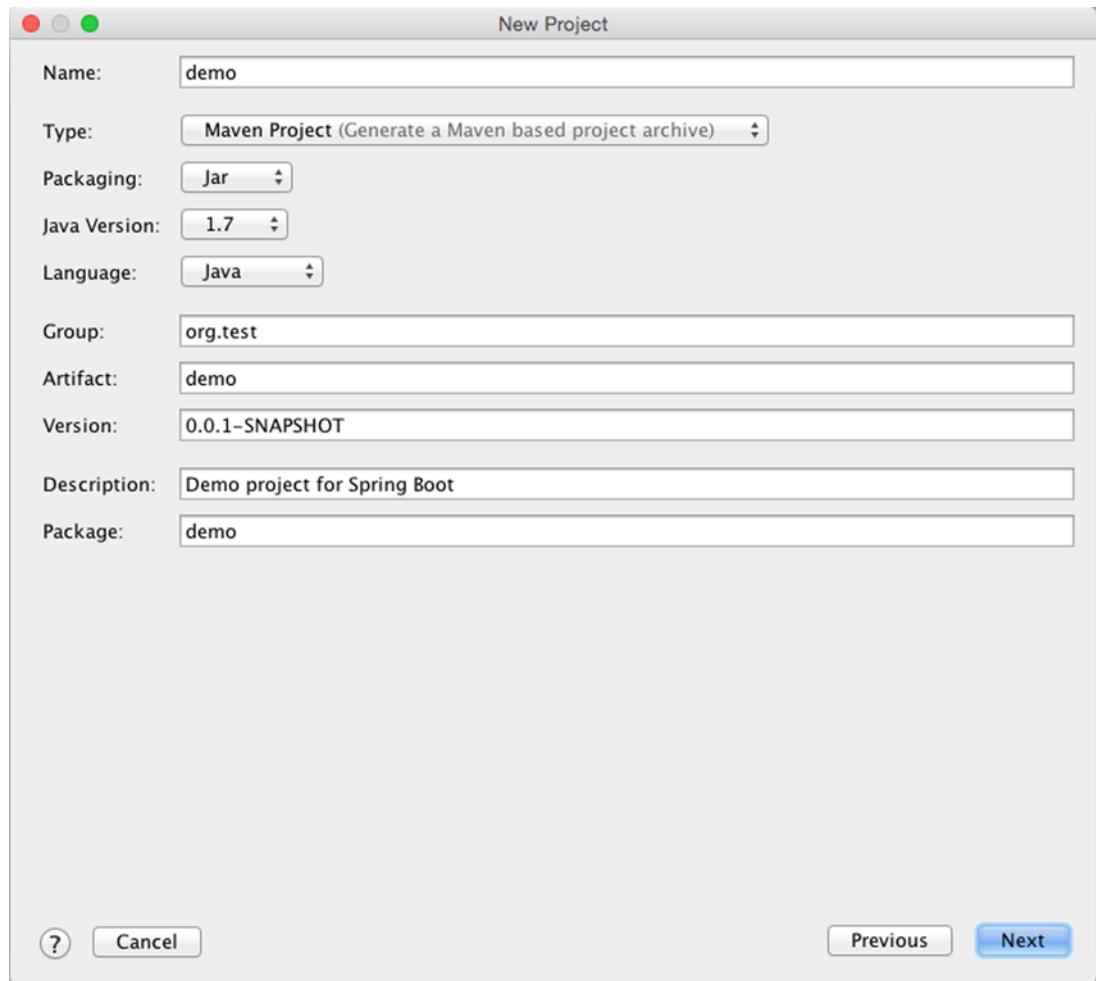 New Project
Name: demo
Type: Maven Project (Generate a Maven based project archive)
Packaging: Jar
Java Version: 1.7
Language: Java
Group: org.test
Artifact: demo
Version: 0.0.1-SNAPSHOT
Description: Demo project for Spring Boot
Package: demo
? Cancel Previous Next